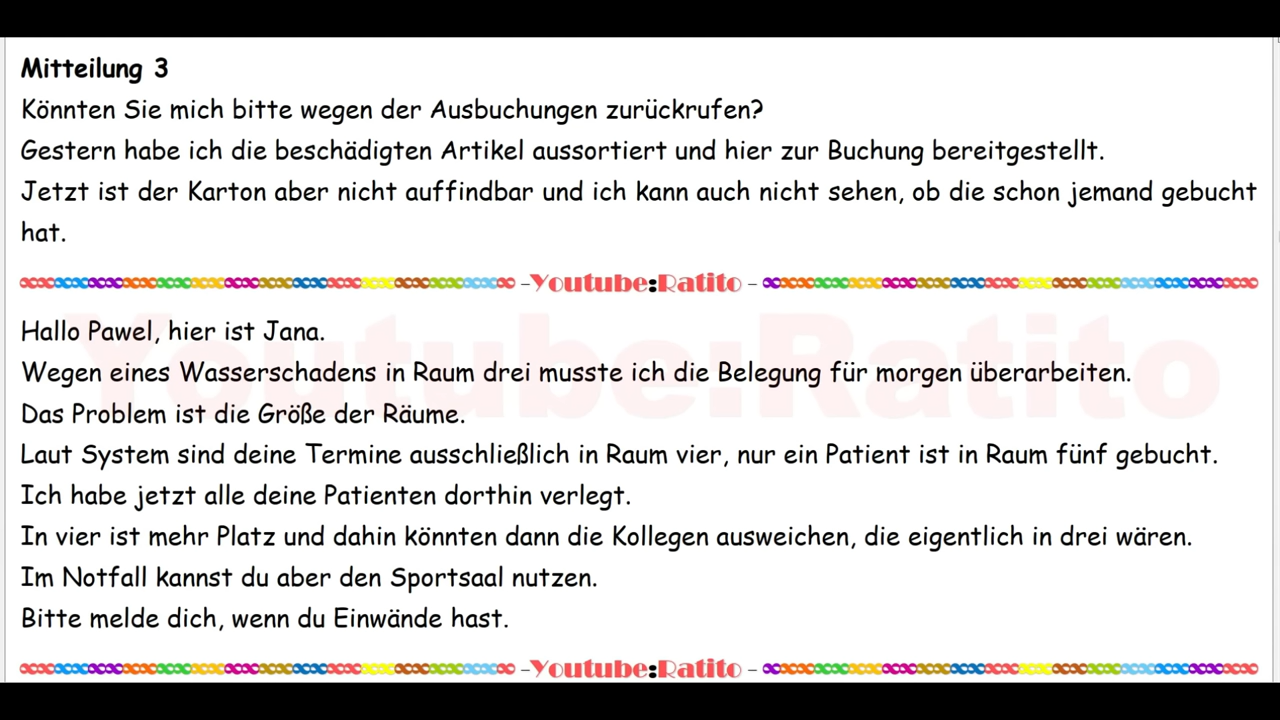 Mitteilung 3
Könnten Sie mich bitte wegen der Ausbuchungen zurückrufen?
Gestern habe ich die beschädigten Artikel aussortiert und hier zur Buchung bereitgestellt.
Jetzt ist der Karton aber nicht auffindbar und ich kann auch nicht sehen, ob die schon jemand gebucht
hat.
-Youtube:Ratito -
Hallo Pawel, hier ist Jana.
Wegen eines Wasserschadens in Raum drei musste ich die Belegung für morgen überarbeiten.
Youtube:Ratito
Das Problem ist die Größe der Räume.
Laut System sind deine Termine ausschließlich in Raum vier, nur ein Patient ist in Raum fünf gebucht.
Ich habe jetzt alle deine Patienten dorthin verlegt.
In vier ist mehr Platz und dahin könnten dann die Kollegen ausweichen, die eigentlich in drei wären.
Im Notfall kannst du aber den Sportsaal nutzen.
Bitte melde dich, wenn du Einwände hast.
-Youtube:Ratito -